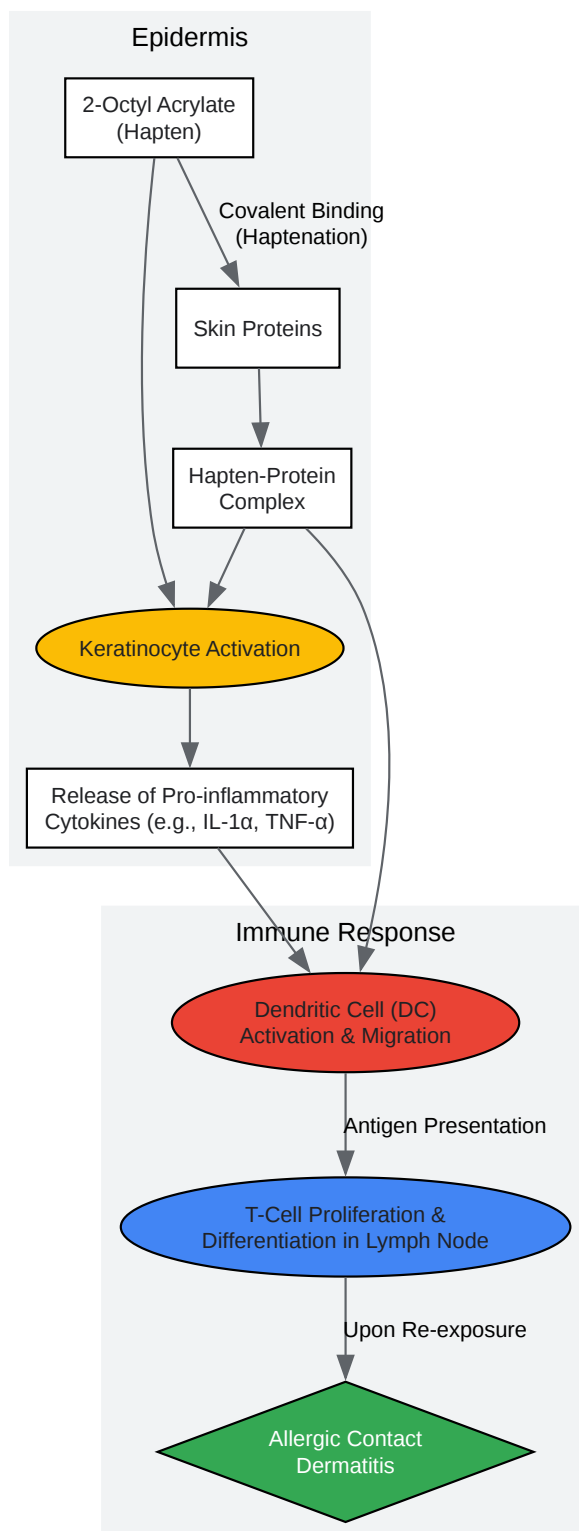 Epidermis
2-Octyl Acrylate
(Hapten)
Covalent Binding
(Haptenation)
Skin Proteins
Hapten-Protein
Complex
Keratinocyte Activation
Release of Pro-inflammatory
Cytokines (e.g., IL-1α, TNF-α)
Immune Response
Dendritic Cell (DC)
Activation & Migration
Antigen Presentation
T-Cell Proliferation &
Differentiation in Lymph Node
Upon Re-exposure
Allergic Contact
Dermatitis